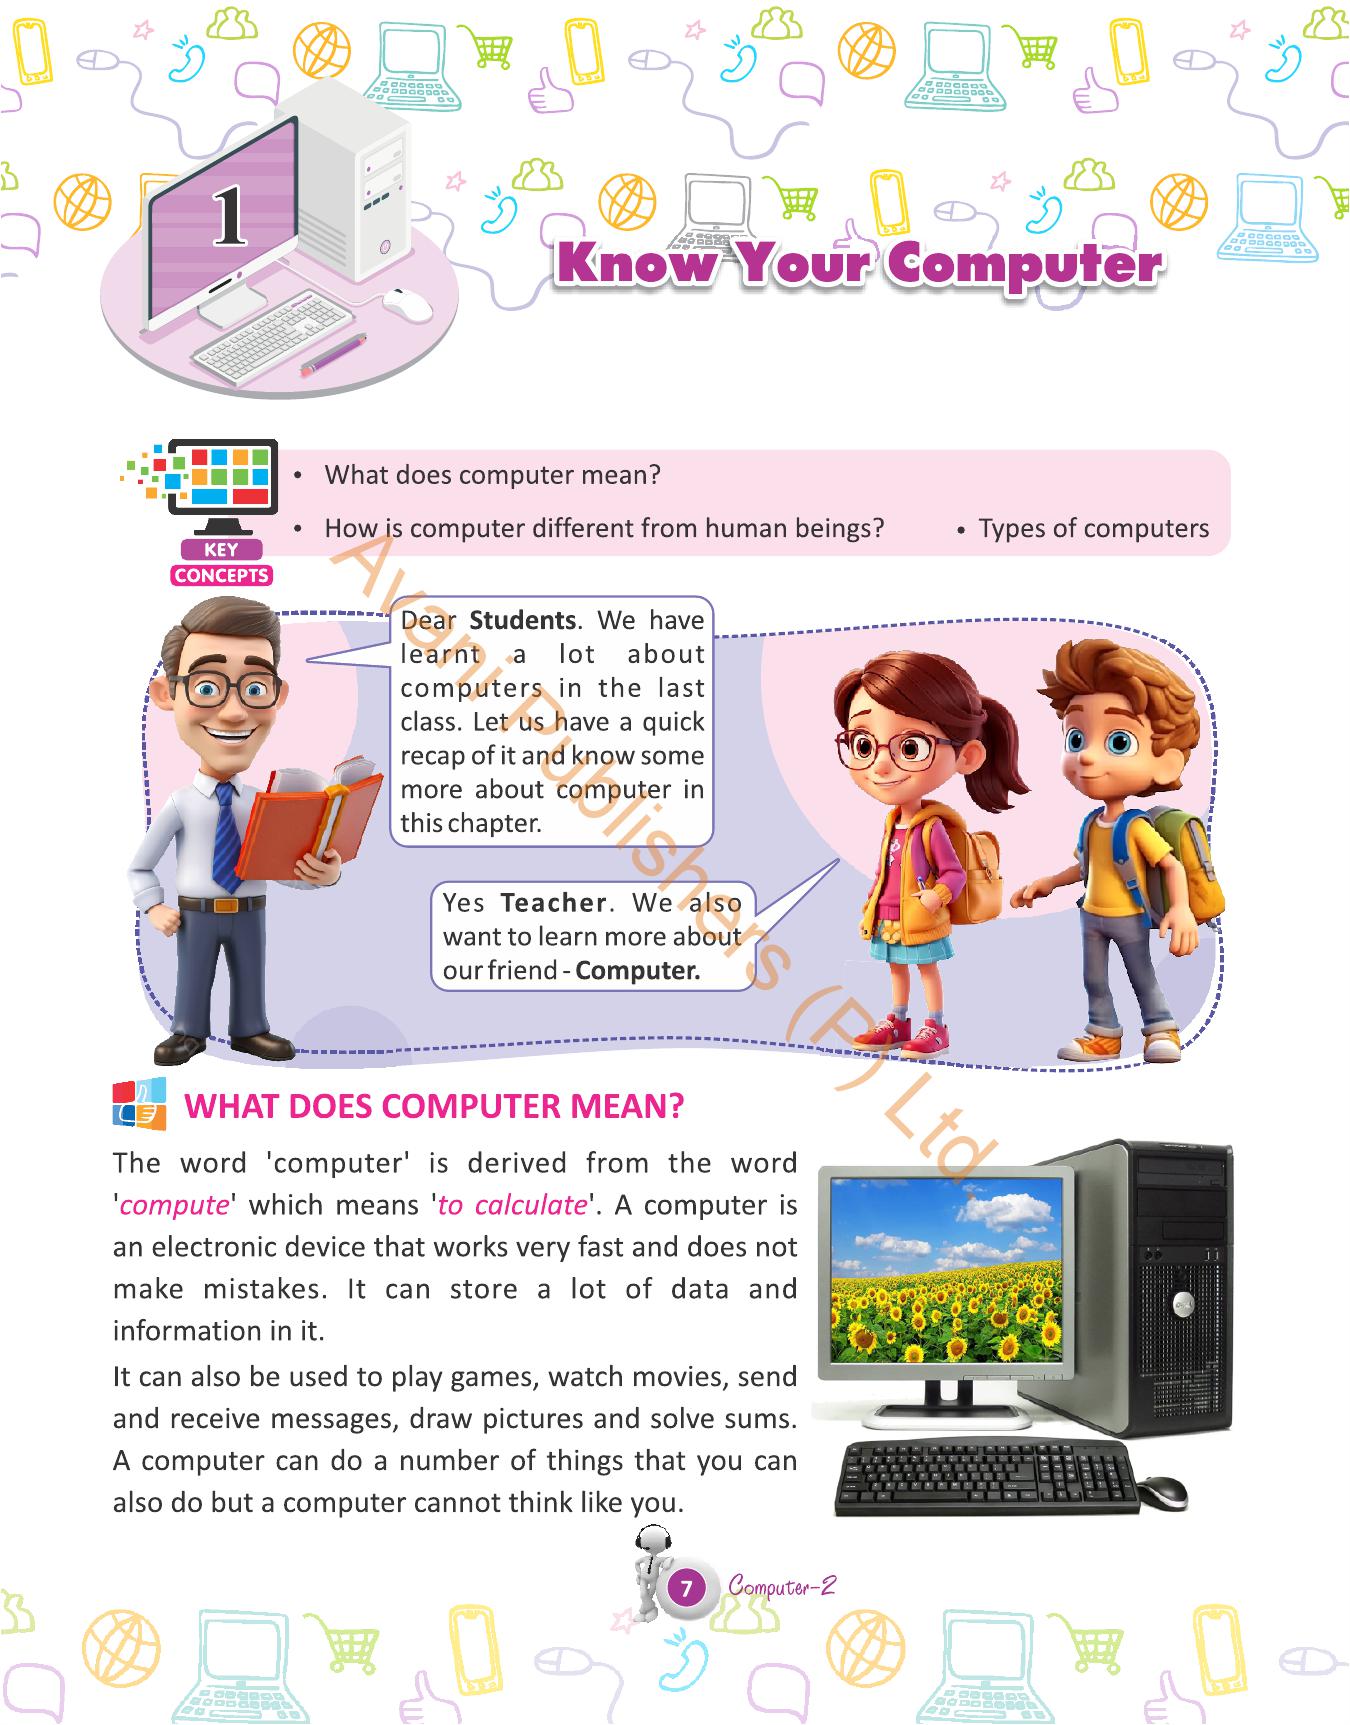 1
Know Your Computer
• What does computer mean?
• How is computer different from human beings? • Types of computers
KEY
CONCEPTS
Dear Students. We have
learnt a lot about
computers in the last
class. Let us have a quick
recap of it and know some
more about computer in
this chapter.
Yes Teacher. We also
want to learn more about
our friend - Computer.
Avani Publishers (P) Ltd.
WHAT DOES COMPUTER MEAN?
The word 'computer' is derived from the word
'compute' which means 'to calculate'. A computer is
an electronic device that works very fast and does not
make mistakes. It can store a lot of data and
information in it.
It can also be used to play games, watch movies, send
and receive messages, draw pictures and solve sums.
A computer can do a number of things that you can
also do but a computer cannot think like you.
7 Computer-2